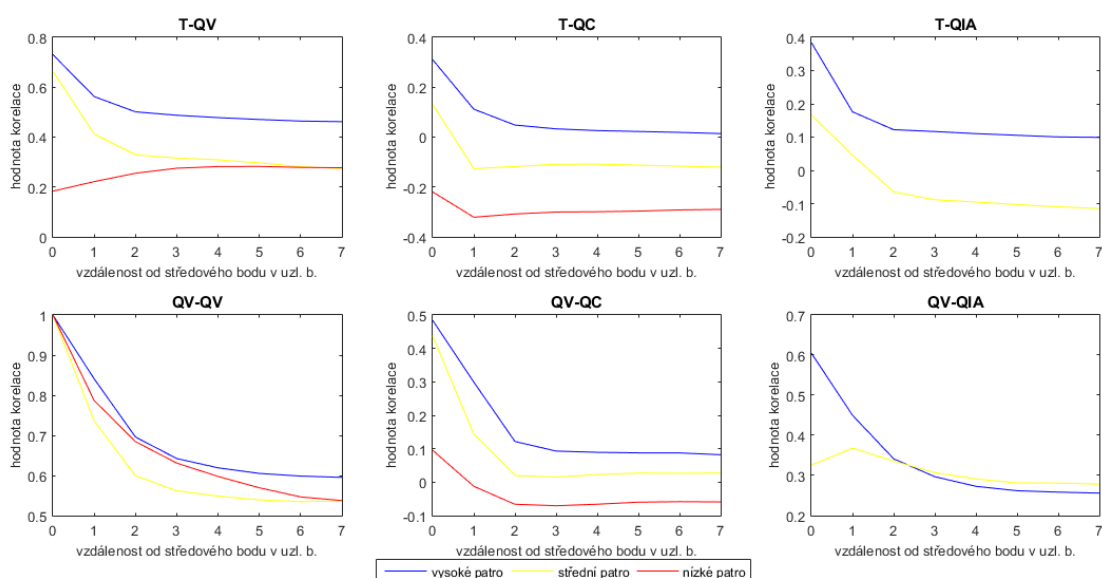 T-QV
T-QC
T-QIA
0.8
0.6
0.4
0.2
0
hodnota korelace
0 1 2 3 4 5 6 7
vzdálenost od středového bodu v uzl. b.
0.4
0.2
0
-0.2
-0.4
hodnota korelace
0 1 2 3 4 5 6 7
vzdálenost od středového bodu v uzl. b.
0.4
0.3
0.2
0.1
0
-0.1
-0.2
hodnota korelace
0 1 2 3 4 5 6 7
vzdálenost od středového bodu v uzl. b.
QV-QV
QV-QC
QV-QIA
1
0.9
0.8
0.7
0.6
0.5
hodnota korelace
0 1 2 3 4 5 6 7
vzdálenost od středového bodu v uzl. b.
0.5
0.4
0.3
0.2
0.1
0
-0.1
hodnota korelace
0 1 2 3 4 5 6 7
vzdálenost od středového bodu v uzl. b.
0.6
0.5
0.4
0.3
0.2
hodnota korelace
0 1 2 3 4 5 6 7
vzdálenost od středového bodu v uzl. b.
vysoké patro střední patro nízké patro